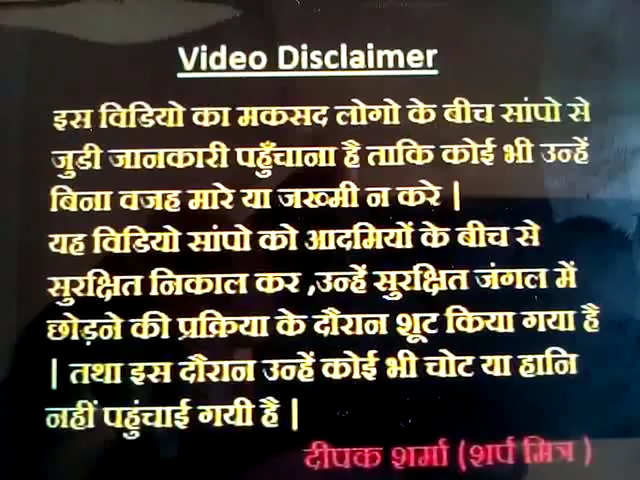 Video Disclaimer
इस विडियो का मकसद लोगो के बीच सांपो से
जुडी जानकारी पहुँचाना है ताकि कोई भी उन्हें
बिना वजह मारे या जख्मी न करे |
यह विडियो सांपो को आदमियों के बीच से
सुरक्षित निकाल कर ,उन्हें सुरक्षित जंगल में
छोड़ने की प्रक्रिया के दौरान शूट किया गया है
| तथा इस दौरान उन्हें कोई भी चोट या हानि
नहीं पहुंचाई गयी है |
दीपक शर्मा (शर्प मित्र )